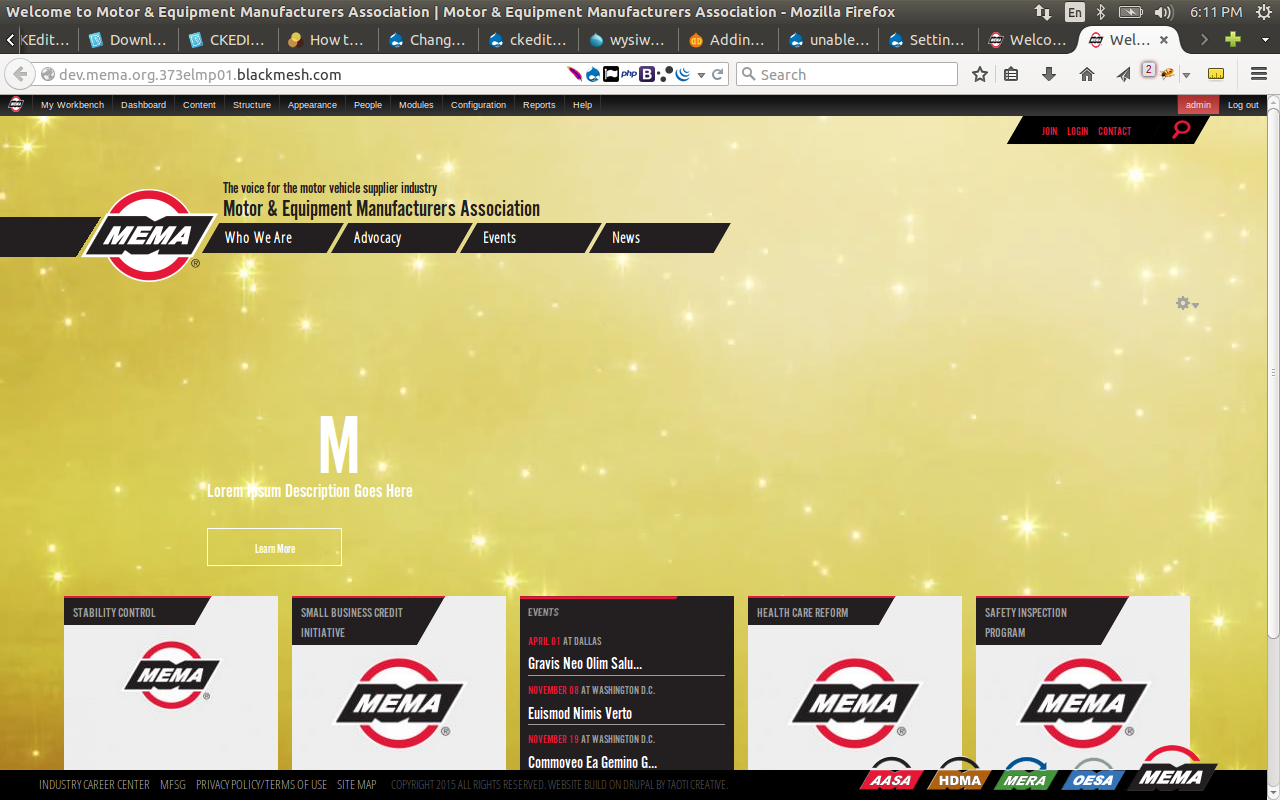 Welcome to Motor & Equipment Manufacturers Association | Motor & Equipment Manufacturers Association - Mozilla Firefox
En
6:11 PM
KEdit...
Downl...
CKEDI...
How t...
Chang...
ckedit...
wysiw...
Addin...
unable...
Settin...
Welco...
Wel...
dev.mema.org.373elmp01.blackmesh.com
php
B
Search
2
MEMA
My Workbench
Dashboard
Content
Structure
Appearance
People
Modules
Configuration
Reports
Help
admin
Log out
JOIN
LOGIN
CONTACT
The voice for the motor vehicle supplier industry
Motor & Equipment Manufacturers Association
MEMA ®
Who We Are
Advocacy
Events
News
M
Lorem Ipsum Description Goes Here
Learn More
STABILITY CONTROL
MEMA ®
SMALL BUSINESS CREDIT
INITIATIVE
MEMA ®
EVENTS
APRIL 01 AT DALLAS
Gravis Neo Olim Salu...
NOVEMBER 08 AT WASHINGTON D.C.
Euismod Nimis Verto
NOVEMBER 19 AT WASHINGTON D.C.
Commoveo Ea Gemino G...
HEALTH CARE REFORM
MEMA ®
SAFETY INSPECTION
PROGRAM
MEMA ®
INDUSTRY CAREER CENTER
MFSG
PRIVACY POLICY/TERMS OF USE
SITE MAP
COPYRIGHT 2015 ALL RIGHTS RESERVED. WEBSITE BUILD ON DRUPAL BY TAOTI CREATIVE.
AASA
HDMA
MERA
OESA
MEMA